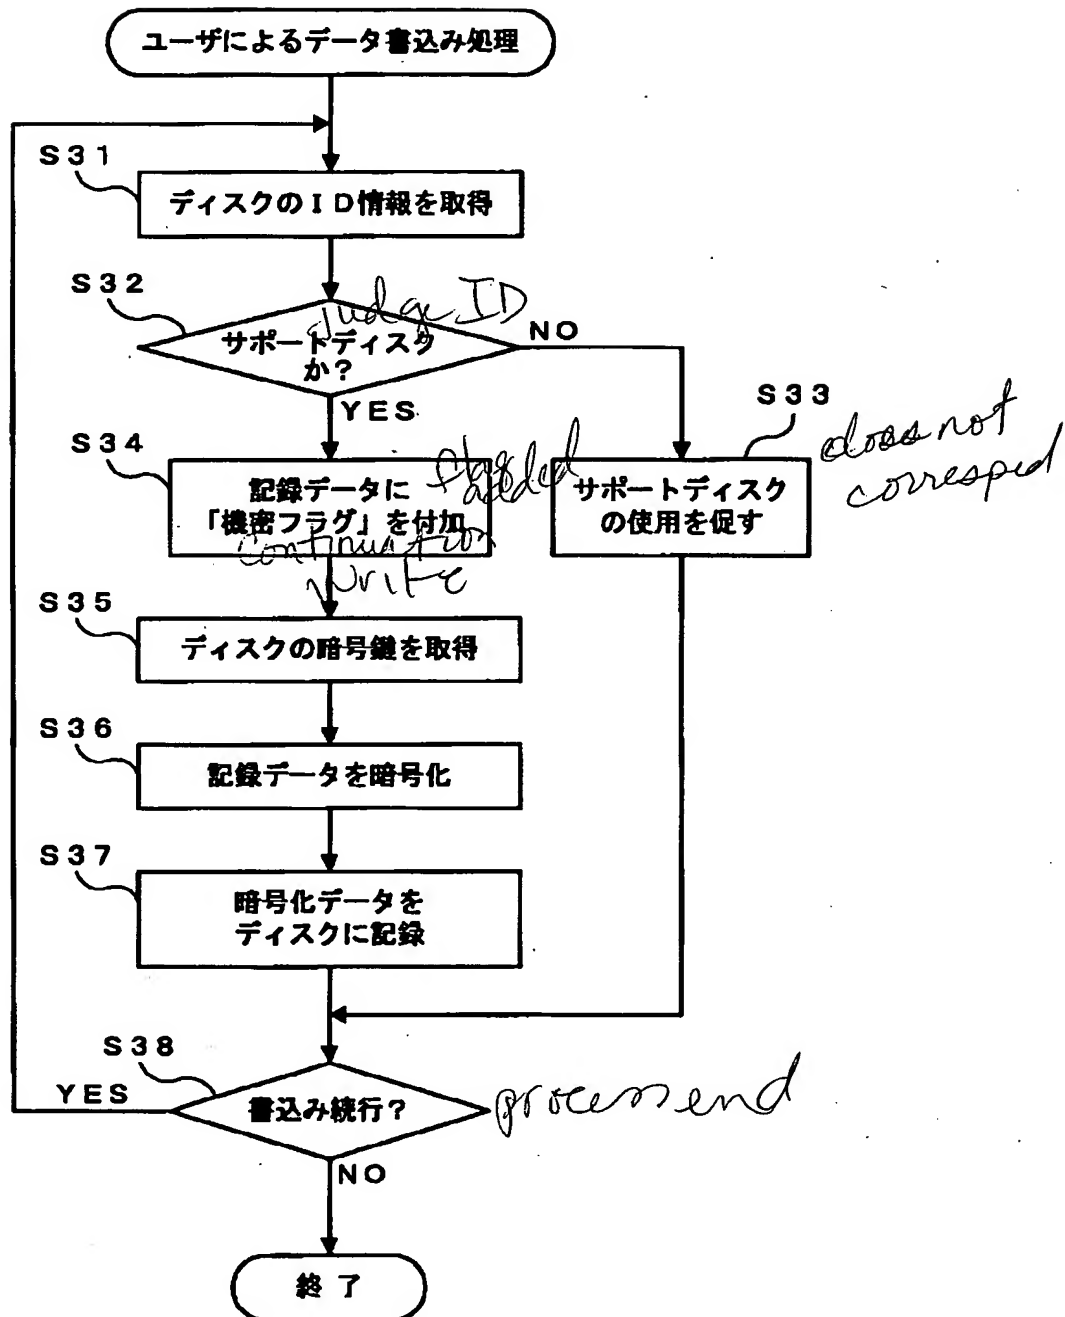 ユーザによるデータ書込み処理
S31
ディスクのID情報を取得
S32
Judge ID
サポートディスク
か?
NO
YES
S33
does not
correspd
S34
flag
added
記録データに
「機密フラグ」を付加
サポートディスク
の使用を促す
continuation
write
S35
ディスクの暗号鍵を取得
S36
記録データを暗号化
S37
暗号化データを
ディスクに記録
S38
YES
書込み続行?
process end
NO
終了